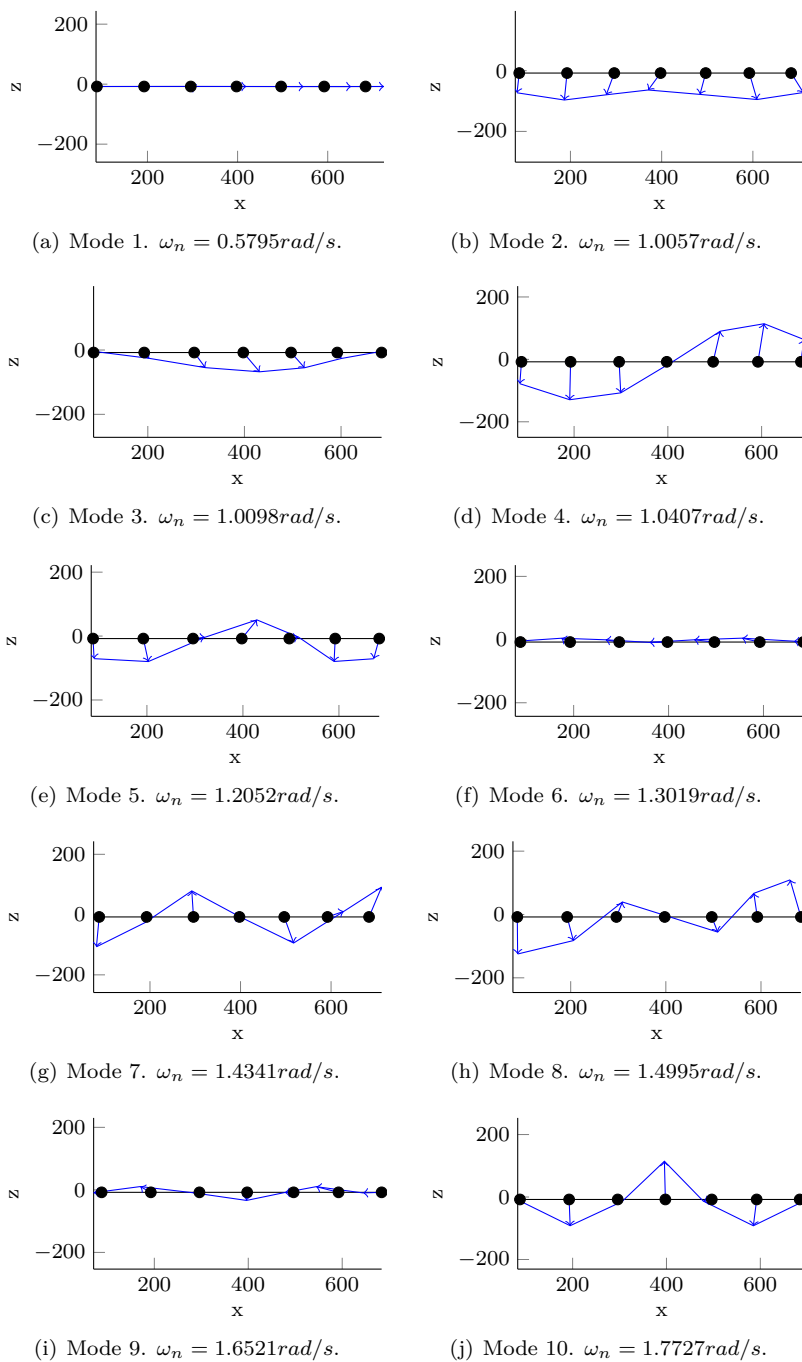 200
0
−200
z
200 400 600
x
(a) Mode 1. ωn = 0.5795rad/s.
200
0
−200
z
200 400 600
x
(b) Mode 2. ωn = 1.0057rad/s.
0
−200
z
200 400 600
x
(c) Mode 3. ωn = 1.0098rad/s.
200
0
−200
z
200 400 600
x
(d) Mode 4. ωn = 1.0407rad/s.
200
0
−200
z
200 400 600
x
(e) Mode 5. ωn = 1.2052rad/s.
200
0
−200
z
200 400 600
x
(f) Mode 6. ωn = 1.3019rad/s.
200
0
−200
z
200 400 600
x
(g) Mode 7. ωn = 1.4341rad/s.
200
0
−200
z
200 400 600
x
(h) Mode 8. ωn = 1.4995rad/s.
200
0
−200
z
200 400 600
x
(i) Mode 9. ωn = 1.6521rad/s.
200
0
−200
z
200 400 600
x
(j) Mode 10. ωn = 1.7727rad/s.